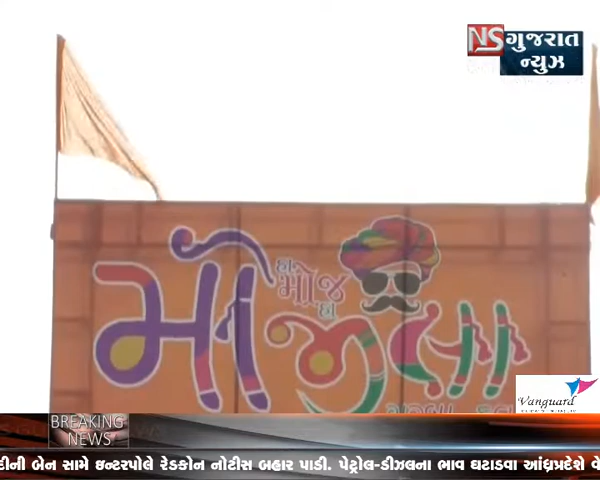 NS ગુજરાત
ન્યુઝ
હા
મોજ
હા
મોજીલા
Vanguard
BREAKING
NEWS
દીની બેન સામે ઇન્ટરપોલે રેડકોન નોટીસ બહાર પાડી. પેટ્રોલ-ડીઝલના ભાવ ઘટાડવા આંધ્રપ્રદેશે વે